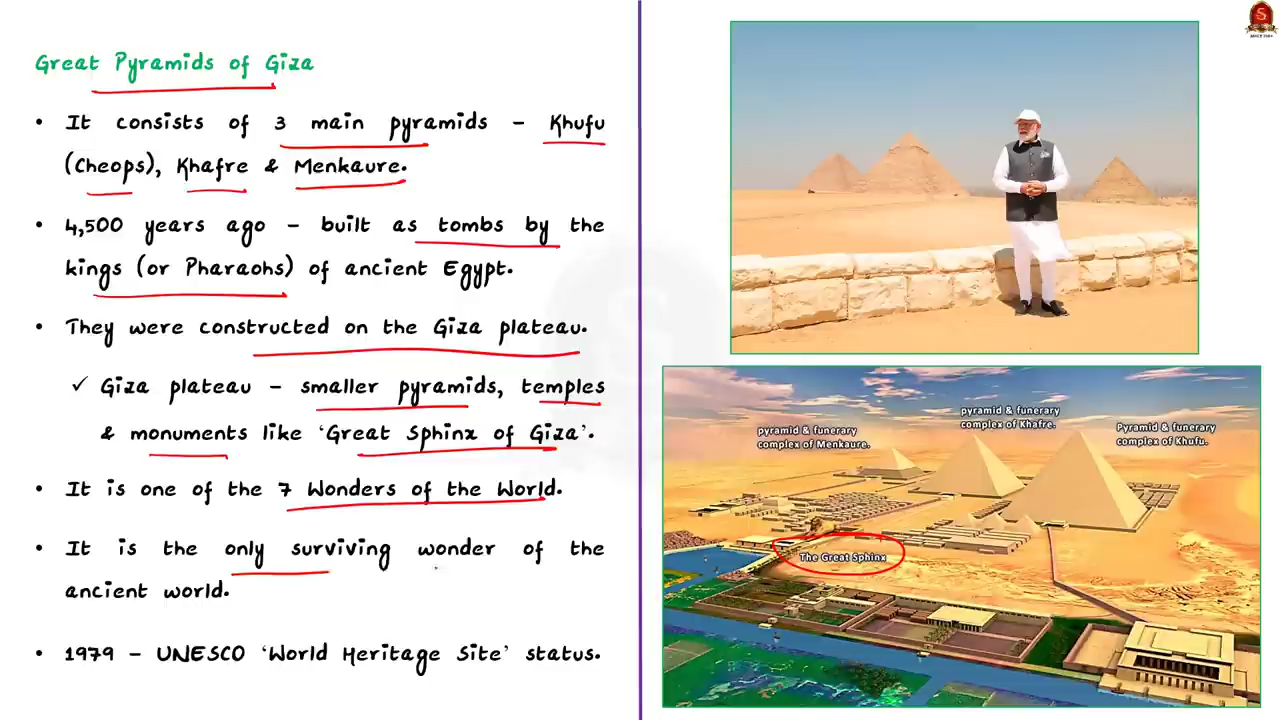 Great Pyramids of Giza
• It consists of 3 main pyramids – Khufu
(Cheops), Khafre & Menkaure.
• 4,500 years ago – built as tombs by the
kings (or Pharaohs) of ancient Egypt.
• They were constructed on the Giza plateau.
✓ Giza plateau – smaller pyramids, temples
& monuments like 'Great Sphinx of Giza'.
• It is one of the 7 Wonders of the World.
• It is the only surviving wonder of the
ancient world.
• 1979 – UNESCO 'World Heritage Site' status.
S
SINCE 2004
pyramid & funerary
complex of Menkaure.
pyramid & funerary
complex of Khafre.
Pyramid & funerary
complex of Khufu.
The Great Sphinx